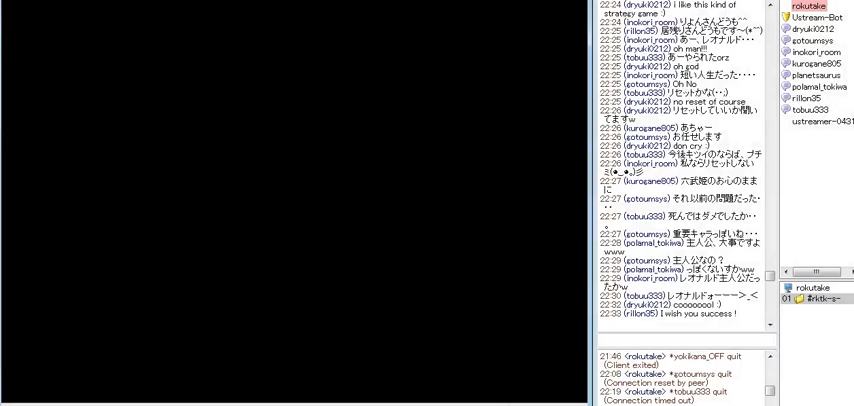 22:24 (dryuki0212) i like this kind of
strategy game :)
22:24 (inokori_room) りよんさんどうも^^
22:25 (rillon35) 居残りさんどうもです～(*^^)
22:25 (inokori_room) あー、レオナルド・・・
22:25 (dryuki0212) oh man!!!
22:25 (tobuu333) あーやられたorz
22:25 (dryuki0212) oh god
22:25 (inokori_room) 短い人生だった・・・・
22:25 (gotoumsys) Oh No
22:25 (tobuu333) リセットかな(・・;)
22:25 (dryuki0212) no reset of course
22:26 (dryuki0212) リセットしていいか聞い
てますw
22:26 (kurogane805) あちゃー
22:26 (gotoumsys) お任せします
22:26 (dryuki0212) don cry :)
22:26 (tobuu333) 今後キツイのならば、プチ
22:26 (inokori_room) 私ならリセットしない
ミ(●_●。)彡
22:27 (kurogane805) 六武姫のお心のまま
に
22:27 (gotoumsys) それ以前の問題だった・
・・
22:27 (tobuu333) 死んではダメでしたか・・
。
22:27 (gotoumsys) 重要キャラっぽいね・・・
22:28 (polamal_tokiwa) 主人公、大事ですよ
www
22:29 (gotoumsys) 主人公なの？
22:29 (polamal_tokiwa) っぽくないすかww
22:29 (inokori_room) レオナルド主人公だっ
たかw
22:30 (tobuu333) レオナルドォーーー＞_＜
22:32 (dryuki0212) coooooool :)
22:33 (rillon35) I wish you success !
21:46 <rokutake> *yokikana_OFF quit
(Client exited)
22:08 <rokutake> *gotoumsys quit
(Connection reset by peer)
22:19 <rokutake> *tobuu333 quit
(Connection timed out)
rokutake
Ustream-Bot
dryuki0212
gotoumsys
inokori_room
kurogane805
planetsaurus
polamal_tokiwa
rillon35
tobuu333
ustreamer-0431
rokutake
01 #rktk-s-